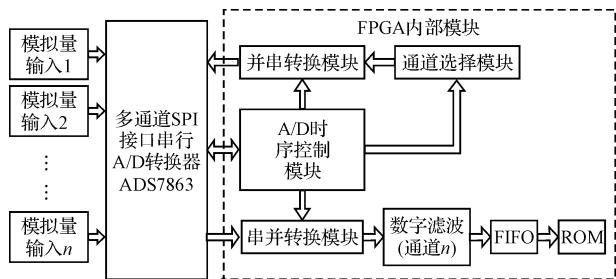 FPGA内部模块
模拟量
输入1
模拟量
输入2
⋮ ⋮
模拟量
输入n
多通道SPI
接口串行
A/D转换器
ADS7863
并串转换模块
通道选择模块
A/D时
序控制
模块
串并转换模块
数字滤波
(通道n)
FIFO
ROM